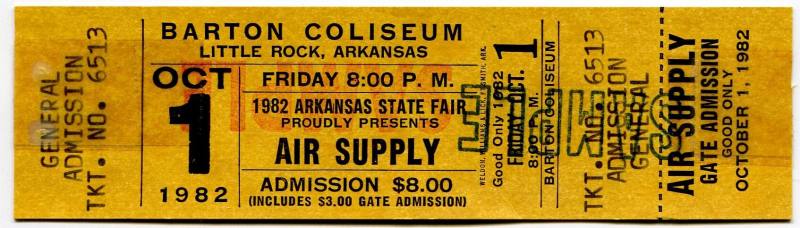 GENERAL
ADMISSION
TKT. NO. 6513
BARTON COLISEUM
LITTLE ROCK, ARKANSAS
OCT
1
1982
FRIDAY 8:00 P. M.
1982 ARKANSAS STATE FAIR
PROUDLY PRESENTS
AIR SUPPLY
ADMISSION $8.00
(INCLUDES $3.00 GATE ADMISSION)
Good Only 1982
FRIDAY OCT. 1
BARTON COLISEUM
TKT. NO. 6513
ADMISSION
GENERAL
AIR SUPPLY
GATE ADMISSION
GOOD ONLY
OCTOBER 1, 1982